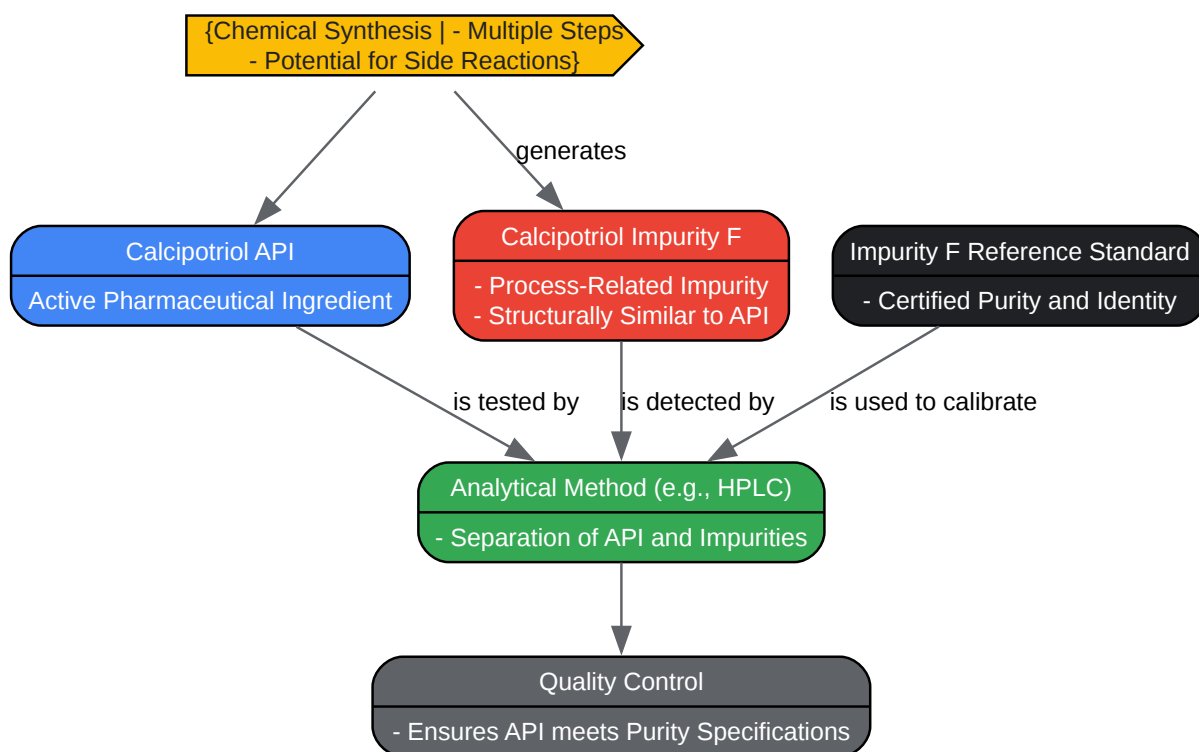 {Chemical Synthesis | - Multiple Steps
- Potential for Side Reactions}
generates
Calcipotriol API
Active Pharmaceutical Ingredient
Calcipotriol Impurity F
- Process-Related Impurity
- Structurally Similar to API
Impurity F Reference Standard
- Certified Purity and Identity
is tested by
is detected by
is used to calibrate
Analytical Method (e.g., HPLC)
- Separation of API and Impurities
Quality Control
- Ensures API meets Purity Specifications